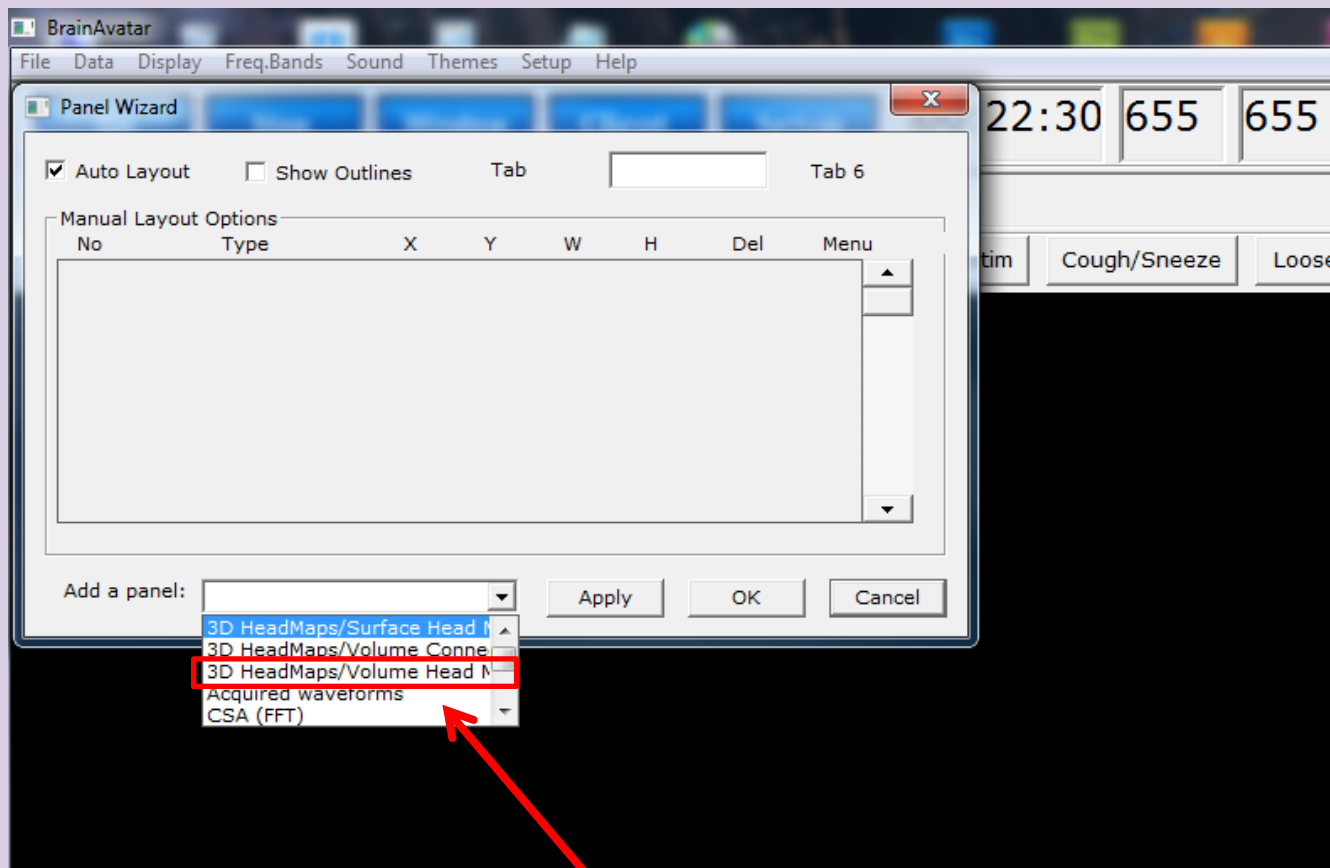 BrainAvatar
File Data Display Freq.Bands Sound Themes Setup Help
Panel Wizard
22:30 655 655
Auto Layout Show Outlines Tab Tab 6
Manual Layout Options
No Type X Y W H Del Menu
tim Cough/Sneeze Loose
Add a panel: Apply OK Cancel
3D HeadMaps/Surface Head M
3D HeadMaps/Volume Conne
3D HeadMaps/Volume Head M
Acquired waveforms
CSA (FFT)